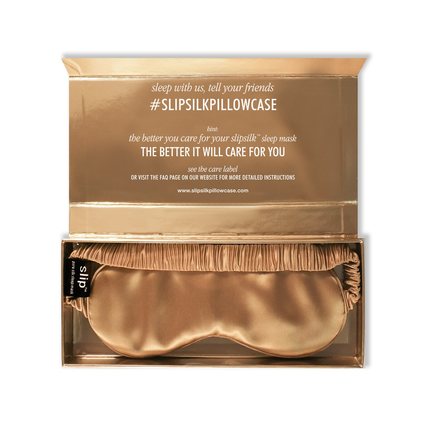 sleep with us, tell your friends
#SLIPSILKPILLOWCASE
hint:
the better you care for your slipsilk™ sleep mask
THE BETTER IT WILL CARE FOR YOU
see the care label
OR VISIT THE FAQ PAGE ON OUR WEBSITE FOR MORE DETAILED INSTRUCTIONS
www.slipsilkpillowcase.com
slip™